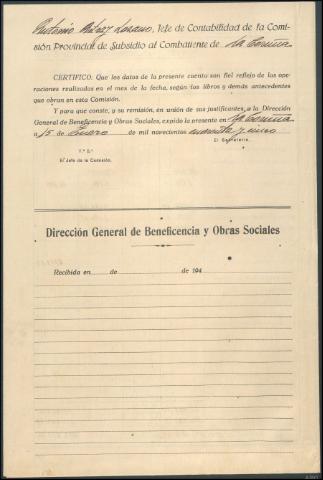 Antonio Lozano, Jefe de Contabilidad de la Comi-
sión Provincial de Subsidio al Combatiente de La Coruña
CERTIFICO: Que los datos de la presente cuenta son fiel reflejo de las ope-
raciones realizadas en el mes de la fecha, según los libros y demás antecedentes
que obran en esta Comisión.
Y para que conste, y su remisión, en unión de sus justificantes, a la Dirección
General de Beneficencia y Obras Sociales, expido la presente en La Coruña
a 15 de Enero de mil novecientos cuarenta y uno
El Secretario,
V.º B.º
El Jefe de la Comisión,
Dirección General de Beneficencia y Obras Sociales
Recibida en de de 194